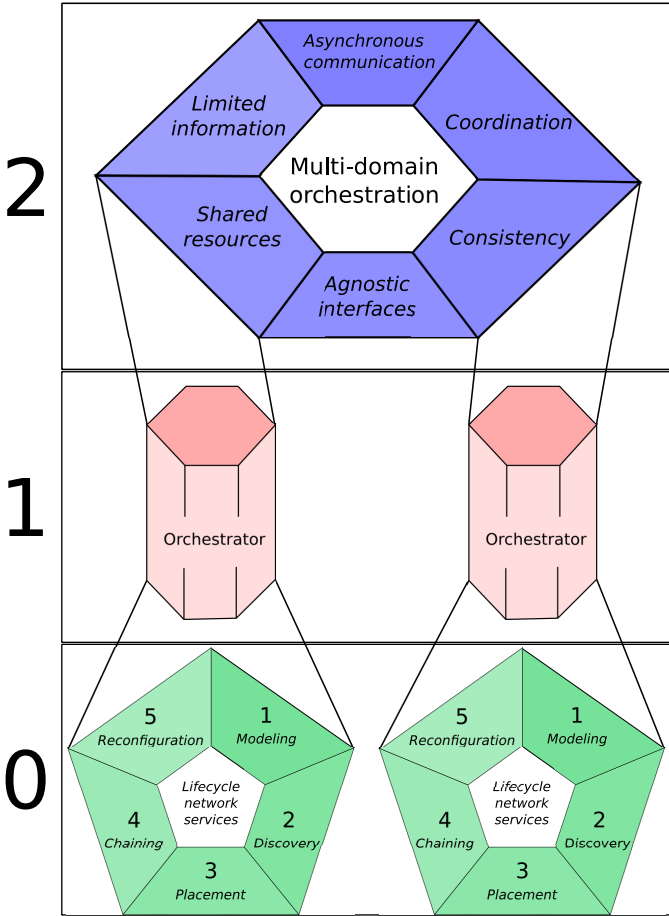 2
Asynchronous
communication
Limited
information
Coordination
Multi-domain
orchestration
Shared
resources
Consistency
Agnostic
interfaces
1
Orchestrator
Orchestrator
0
5
Reconfiguration
1
Modeling
Lifecycle
network
services
4
Chaining
2
Discovery
3
Placement
5
Reconfiguration
1
Modeling
Lifecycle
network
services
4
Chaining
2
Discovery
3
Placement